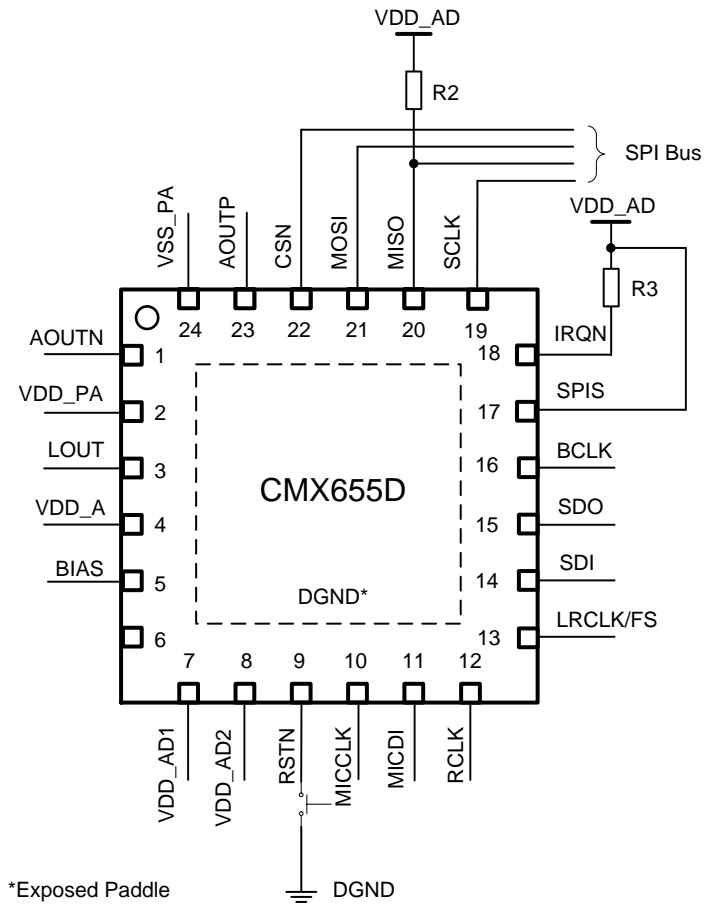 VDD_AD
R2
SPI Bus
VSS_PA
AOUTP
CSN
MOSI
MISO
SCLK
VDD_AD
R3
24
23
22
21
20
19
AOUTN
1
18
IRQN
VDD_PA
2
17
SPIS
LOUT
3
16
BCLK
CMX655D
VDD_A
4
15
SDO
BIAS
5
14
SDI
DGND*
6
13
LRCLK/FS
7
8
9
10
11
12
VDD_AD1
VDD_AD2
RSTN
MICCLK
MICDI
RCLK
*Exposed Paddle
DGND